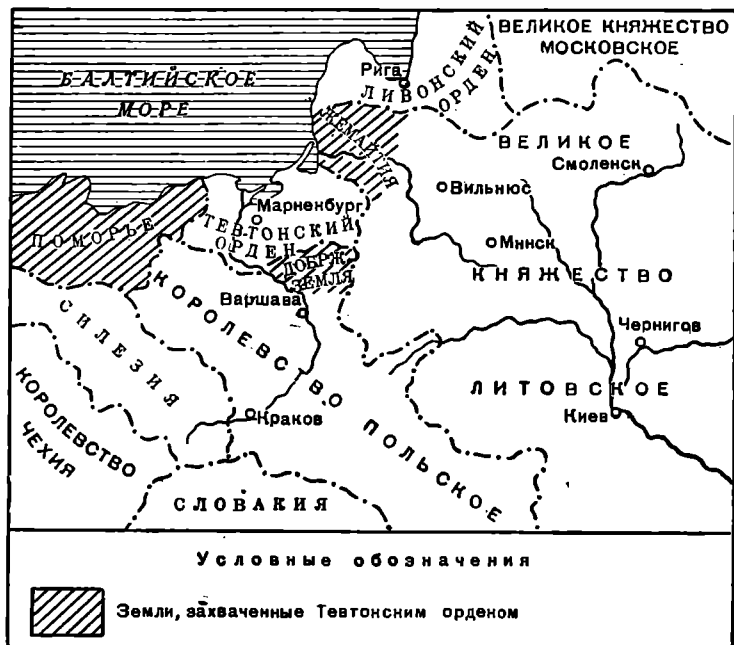 ВЕЛИКОЕ КНЯЖЕСТВО
МОСКОВСКОЕ
БАЛТИЙСКОЕ
МОРЕ
Рига
ЛИВОНСКИЙ
ОРДЕН
ЖЕМАЙТИЯ
ВЕЛИКОЕ
Смоленск
Вильнюс
Мариенбург
ПОМОРЬЕ
ТЕВТОНСКИЙ
ОРДЕН
Минск
ДОБРЖ.
ЗЕМЛЯ
КНЯЖЕСТВО
Варшава
КОРОЛЕВСТВО
СИЛЕЗИЯ
Чернигов
ЛИТОВСКОЕ
Киев
КОРОЛЕВСТВО
ЧЕХИЯ
Краков
ПОЛЬСКОЕ
СЛОВАКИЯ
Условные обозначения
Земли, захваченные Тевтонским орденом